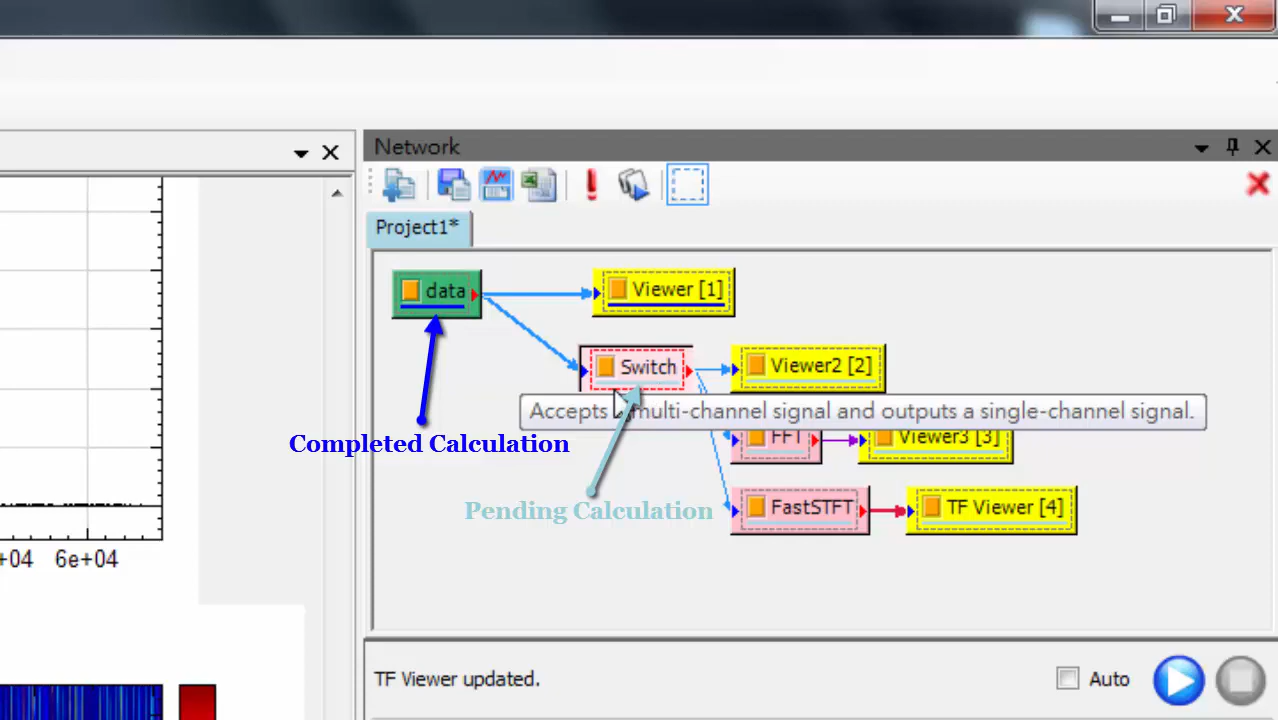 Network
Project1*
data
Viewer [1]
Switch
Viewer2 [2]
Accepts multi-channel signal and outputs a single-channel signal.
FFT
Viewer3 [3]
Completed Calculation
Pending Calculation
FastSTFT
TF Viewer [4]
+04 6e+04
TF Viewer updated.
Auto